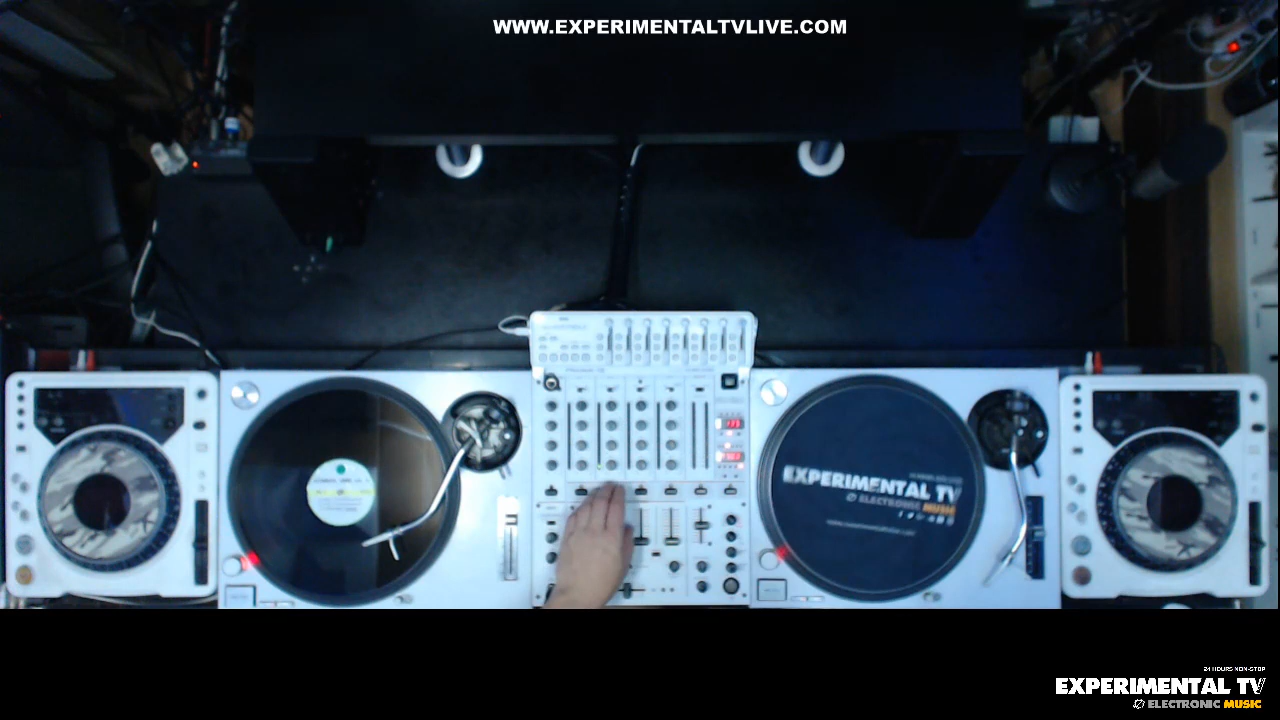 WWW.EXPERIMENTALTVLIVE.COM
EXPERIMENTAL TV
ELECTRONIC MUSIC
24 HOURS NON-STOP
EXPERIMENTAL TV
ELECTRONIC MUSIC